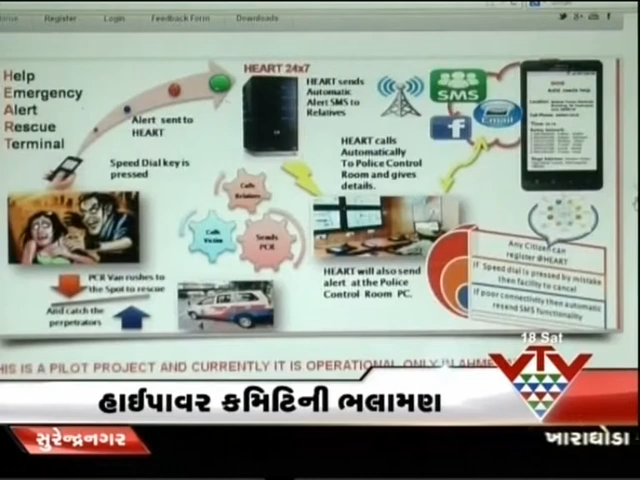 Home Register Login Feedback Form Downloads
Help
Emergency
Alert
Rescue
Terminal
Alert sent to
HEART
Speed Dial key is
pressed
HEART 24x7
HEART sends
Automatic
Alert SMS to
Relatives
SMS
Email
HEART calls
Automatically
To Police Control
Room and gives
details.
Calls
Relatives
Calls
Victim
Sends
PCR
PCR Van rushes to
the Spot to rescue
And catch the
perpetrators
HEART will also send
alert at the Police
Control Room PC.
Any Citizen can
register @HEART
If Speed dial is pressed by mistake
then facility to cancel
If poor connectivity then automatic
resend SMS functionality
THIS IS A PILOT PROJECT AND CURRENTLY IT IS OPERATIONAL ONLY IN
18 Sat
VTV
હાઈપાવર કમિટિની ભલામણ
સુરેન્દ્રનગર
ખારાઘોડા